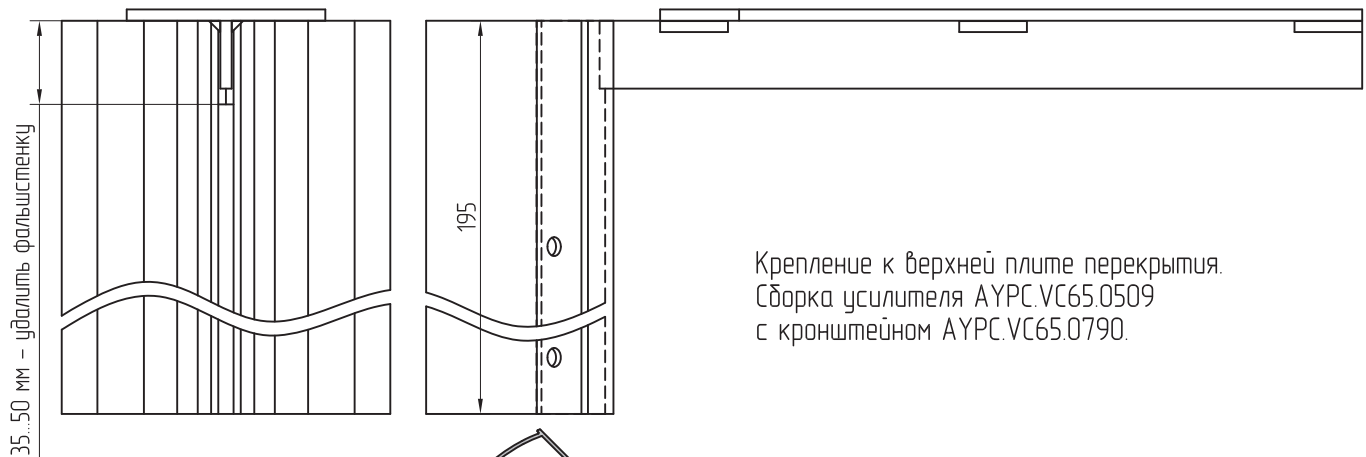 35...50 мм – удалить фальшстенку
195
Крепление к верхней плите перекрытия.
Сборка усилителя AYPC.VC65.0509
с кронштейном AYPC.VC65.0790.